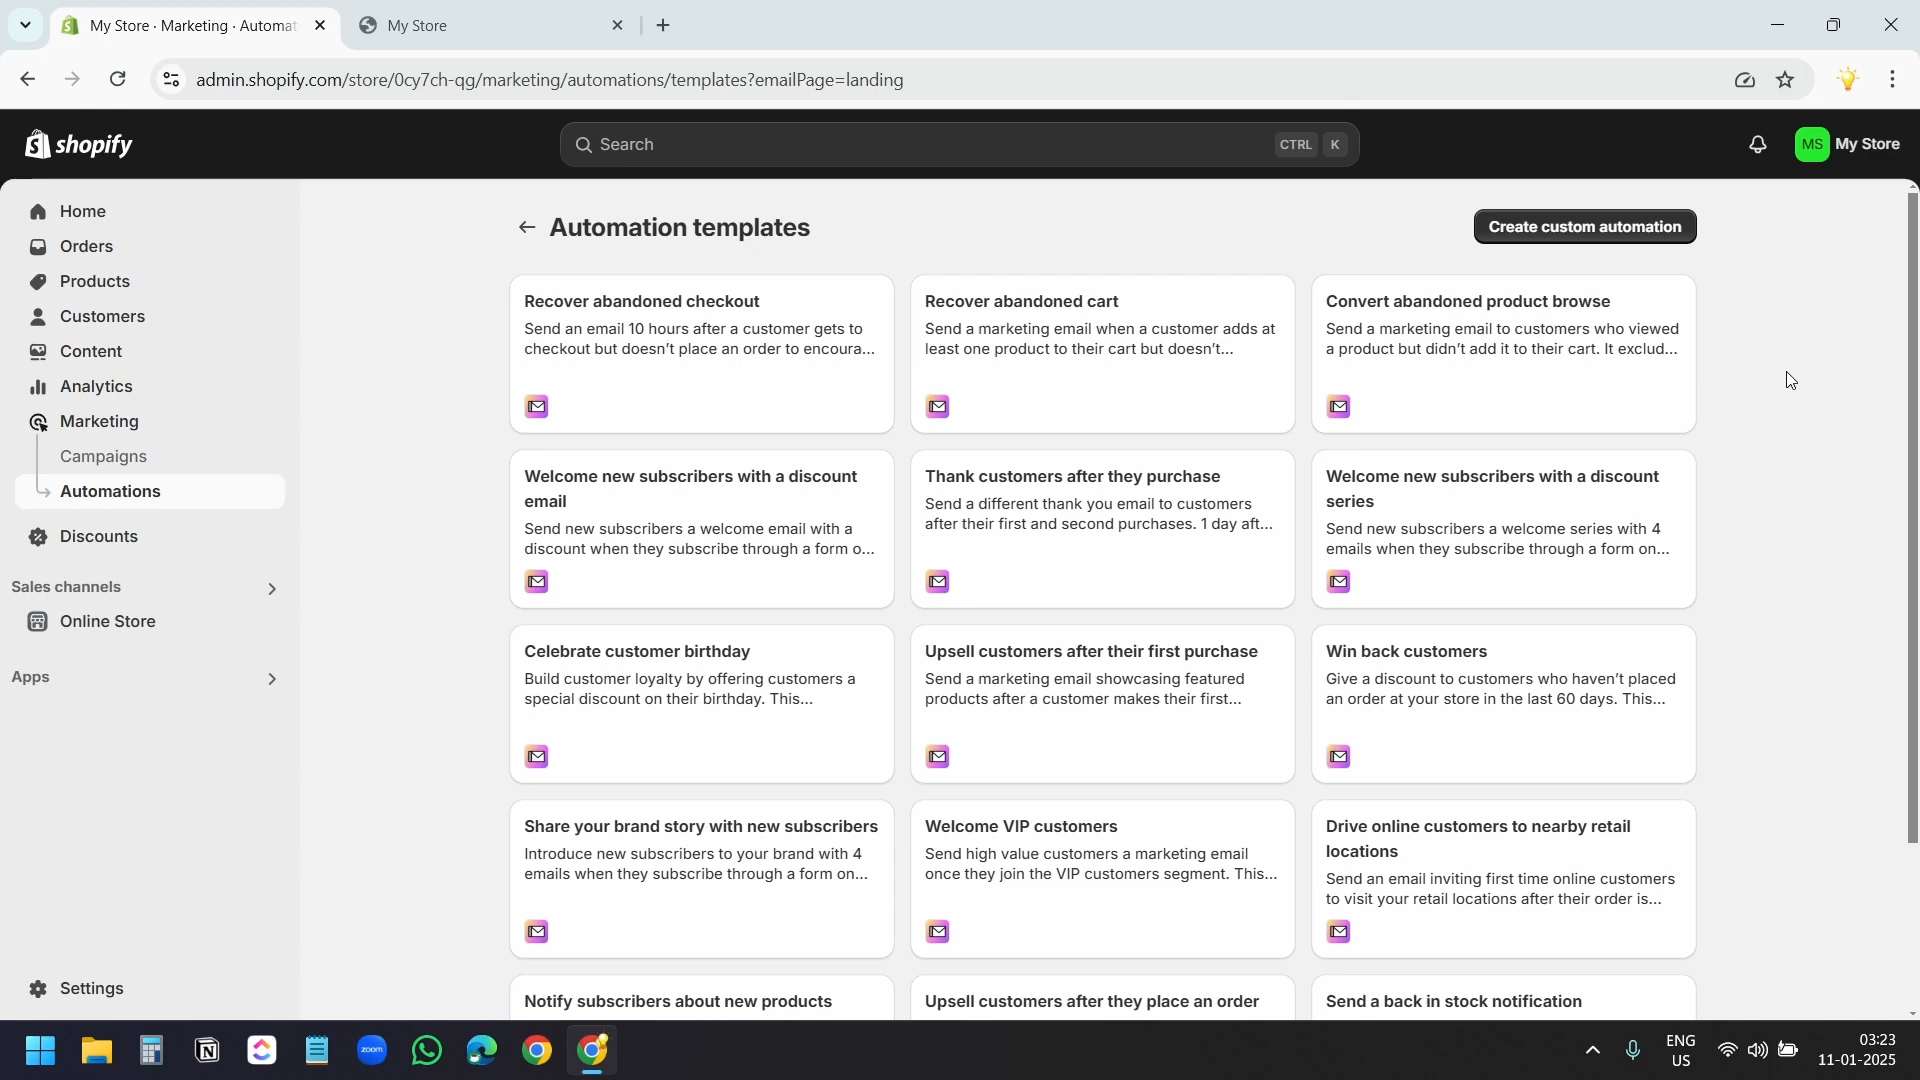 My Store · Marketing · Automat
My Store
admin.shopify.com/store/0cy7ch-qg/marketing/automations/templates?emailPage=landing
shopify
Search
CTRL K
MS My Store
Home
Orders
Products
Customers
Content
Analytics
Marketing
Campaigns
Automations
Discounts
Sales channels
Online Store
Apps
Settings
Automation templates
Create custom automation
Recover abandoned checkout
Send an email 10 hours after a customer gets to
checkout but doesn't place an order to encoura...
Recover abandoned cart
Send a marketing email when a customer adds at
least one product to their cart but doesn't...
Convert abandoned product browse
Send a marketing email to customers who viewed
a product but didn't add it to their cart. It exclud...
Welcome new subscribers with a discount
email
Send new subscribers a welcome email with a
discount when they subscribe through a form o...
Thank customers after they purchase
Send a different thank you email to customers
after their first and second purchases. 1 day aft...
Welcome new subscribers with a discount
series
Send new subscribers a welcome series with 4
emails when they subscribe through a form on...
Celebrate customer birthday
Build customer loyalty by offering customers a
special discount on their birthday. This...
Upsell customers after their first purchase
Send a marketing email showcasing featured
products after a customer makes their first...
Win back customers
Give a discount to customers who haven't placed
an order at your store in the last 60 days. This...
Share your brand story with new subscribers
Introduce new subscribers to your brand with 4
emails when they subscribe through a form on...
Welcome VIP customers
Send high value customers a marketing email
once they join the VIP customers segment. This...
Drive online customers to nearby retail
locations
Send an email inviting first time online customers
to visit your retail locations after their order is...
Notify subscribers about new products
Upsell customers after they place an order
Send a back in stock notification
zoom
ENG
US
03:23
11-01-2025